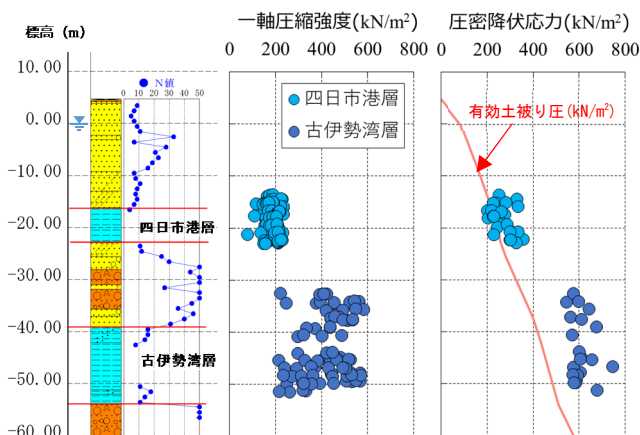 一軸圧縮強度(kN/m²)
圧密降伏応力(kN/m²)
標高 (m)
0 200 400 600 800
0 200 400 600 800
N値
0 10 20 30 40 50
10.00
0.00
-10.00
-20.00
-30.00
-40.00
-50.00
-60.00
四日市港層
古伊勢湾層
四日市港層
古伊勢湾層
有効土被り圧(kN/m²)